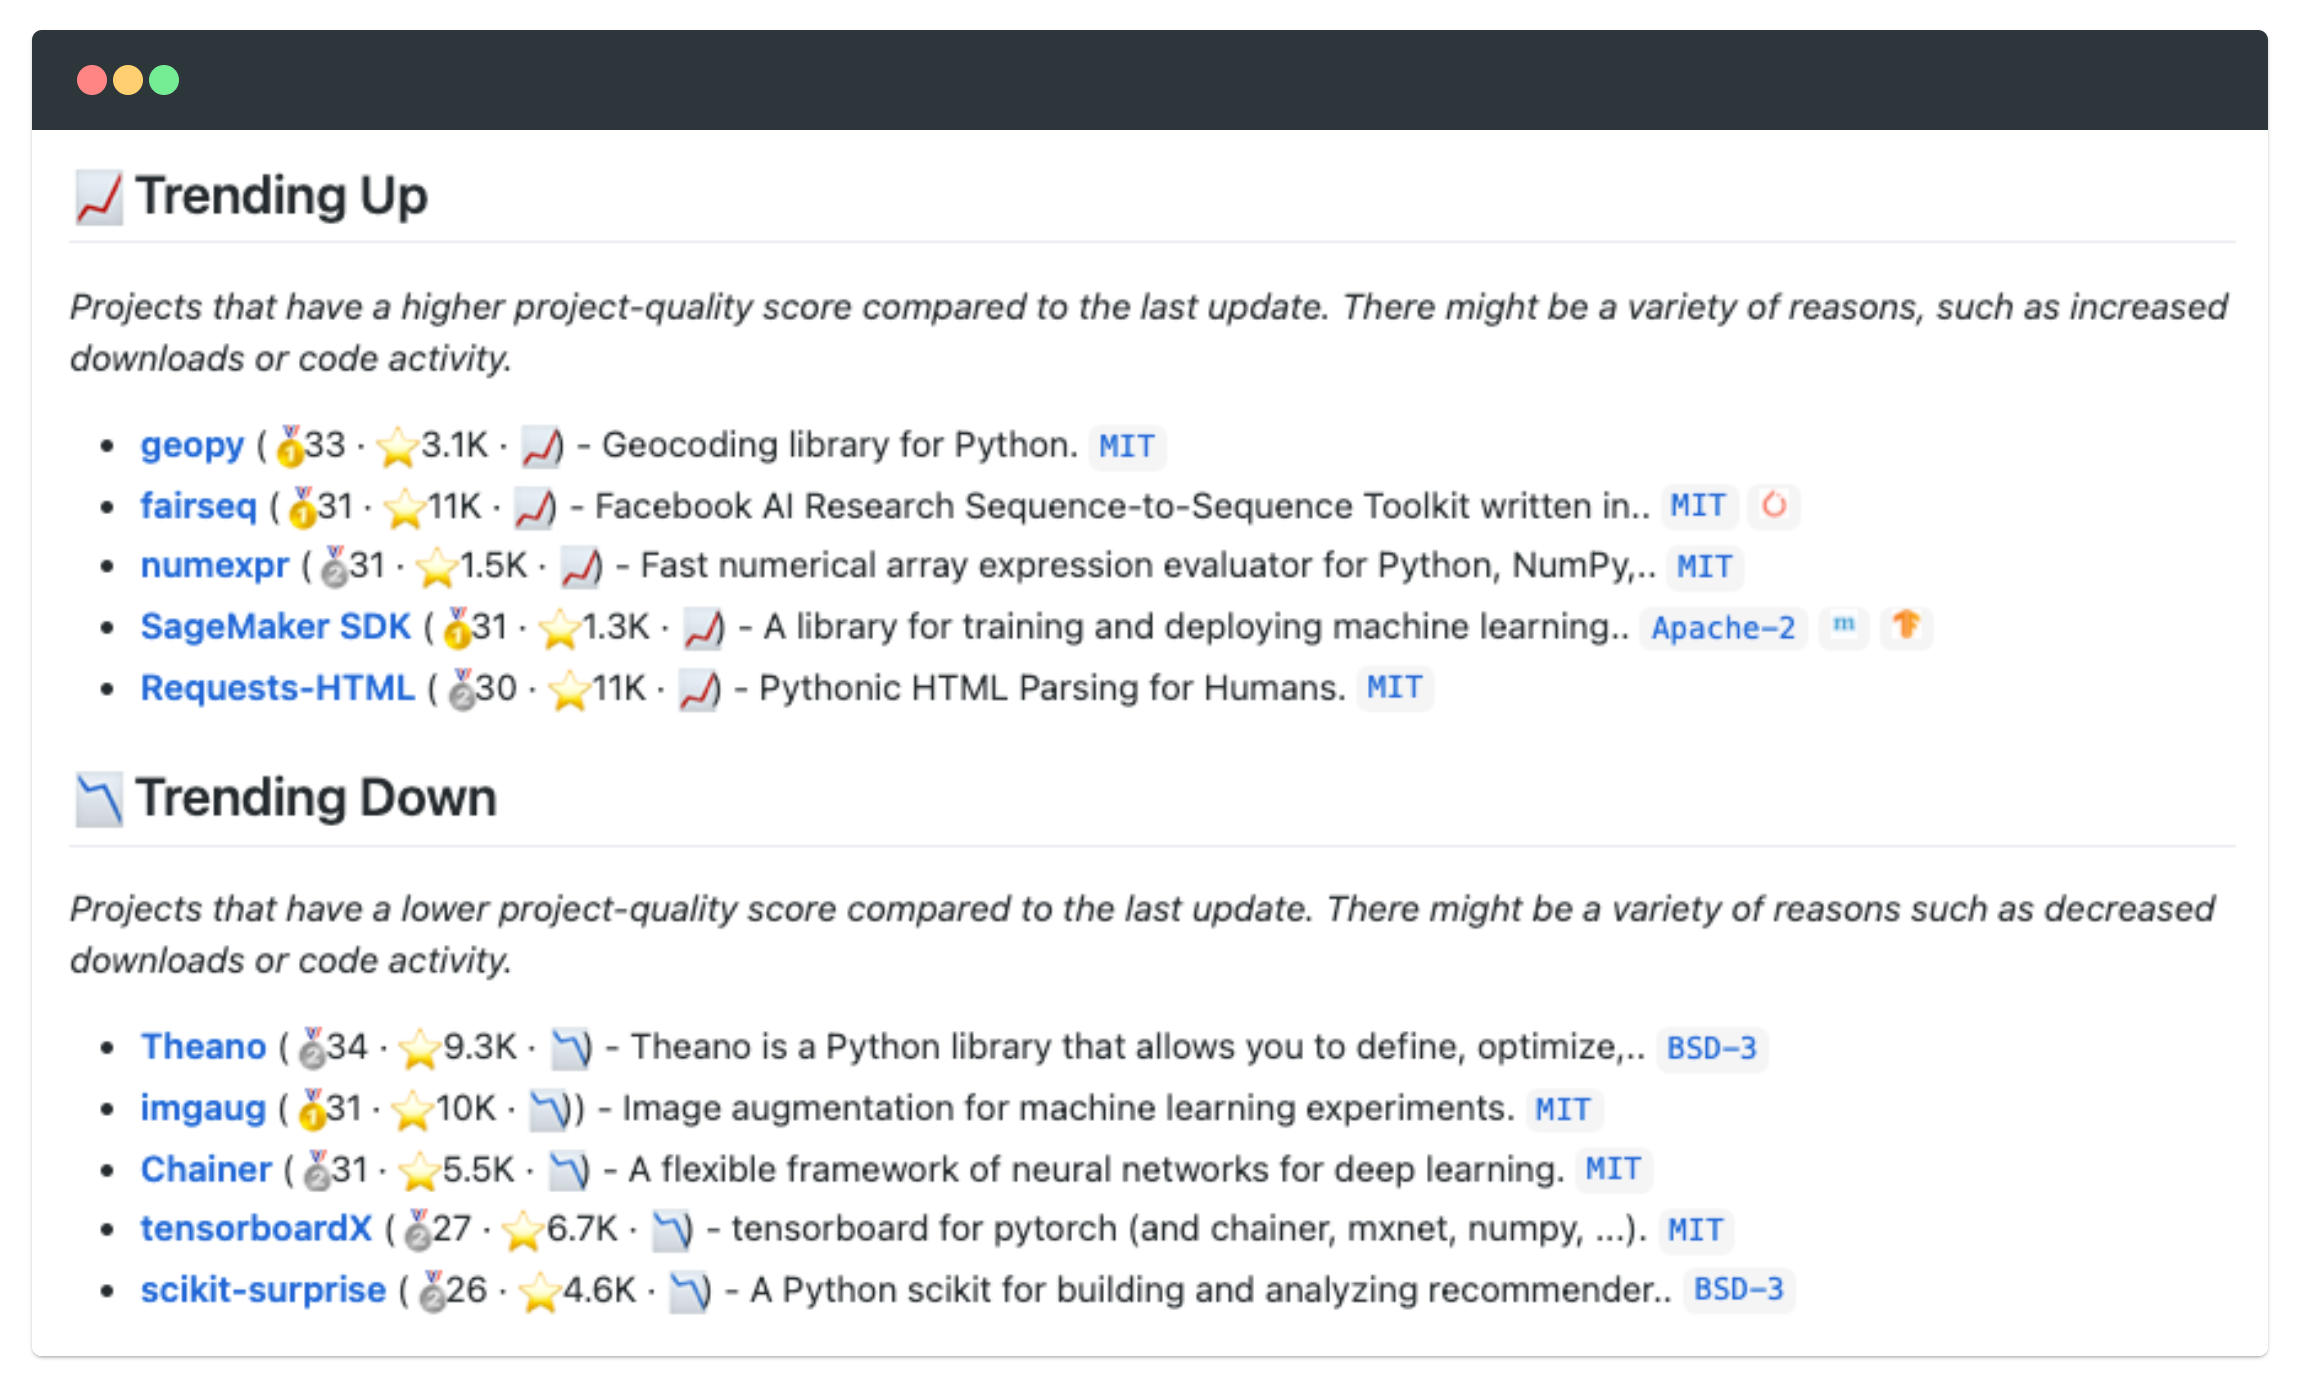 📈 Trending Up
Projects that have a higher project-quality score compared to the last update. There might be a variety of reasons, such as increased
downloads or code activity.
• geopy (🥇33 · ⭐3.1K · 📈) - Geocoding library for Python. MIT
• fairseq (🥇31 · ⭐11K · 📈) - Facebook AI Research Sequence-to-Sequence Toolkit written in.. MIT
• numexpr (🥈31 · ⭐1.5K · 📈) - Fast numerical array expression evaluator for Python, NumPy,.. MIT
• SageMaker SDK (🥇31 · ⭐1.3K · 📈) - A library for training and deploying machine learning.. Apache-2 m
• Requests-HTML (🥈30 · ⭐11K · 📈) - Pythonic HTML Parsing for Humans. MIT
📉 Trending Down
Projects that have a lower project-quality score compared to the last update. There might be a variety of reasons such as decreased
downloads or code activity.
• Theano (🥈34 · ⭐9.3K · 📉) - Theano is a Python library that allows you to define, optimize,.. BSD-3
• imgaug (🥇31 · ⭐10K · 📉)) - Image augmentation for machine learning experiments. MIT
• Chainer (🥈31 · ⭐5.5K · 📉) - A flexible framework of neural networks for deep learning. MIT
• tensorboardX (🥈27 · ⭐6.7K · 📉) - tensorboard for pytorch (and chainer, mxnet, numpy, ...). MIT
• scikit-surprise (🥈26 · ⭐4.6K · 📉) - A Python scikit for building and analyzing recommender.. BSD-3